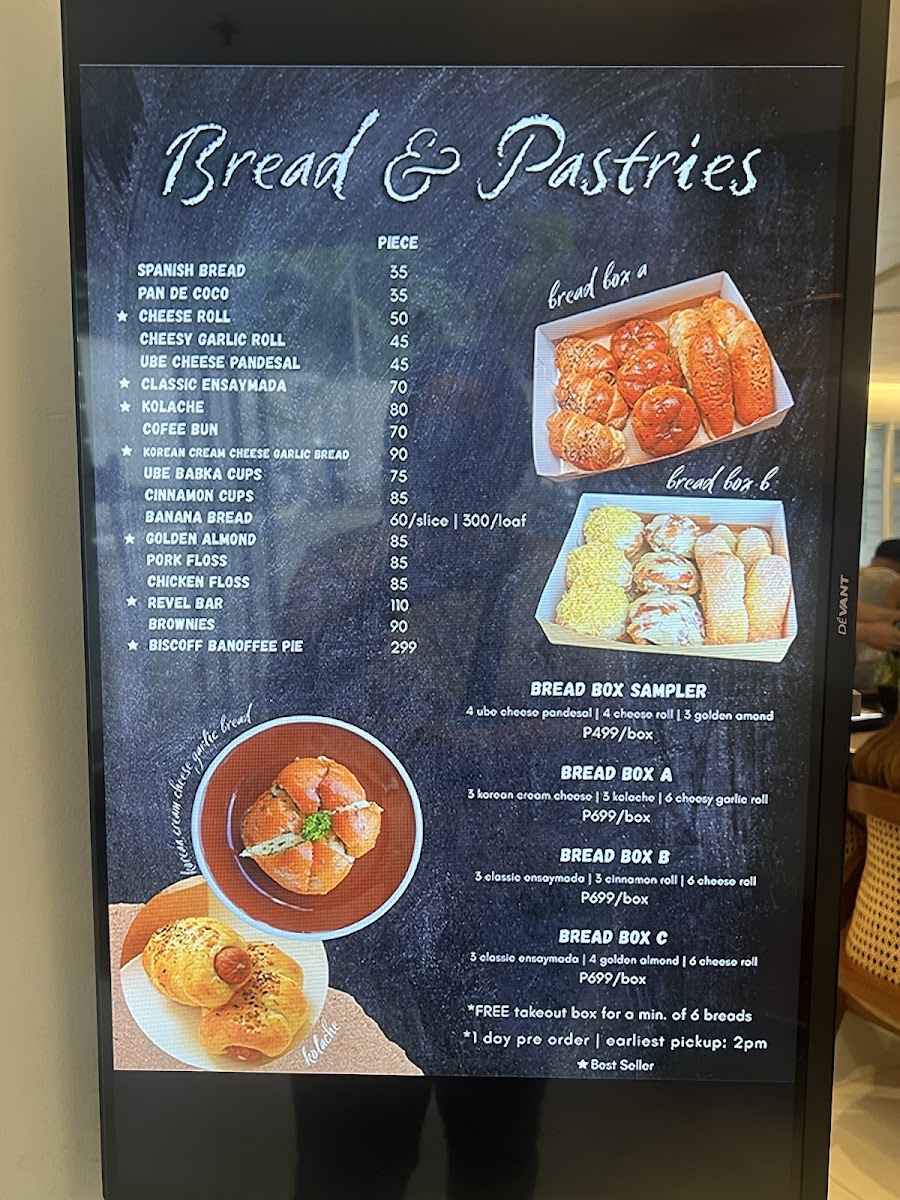 Bread & Pastries
PIECE
SPANISH BREAD 35
PAN DE COCO 35
★ CHEESE ROLL 50
CHEESY GARLIC ROLL 45
UBE CHEESE PANDESAL 45
★ CLASSIC ENSAYMADA 70
★ KOLACHE 80
COFEE BUN 70
★ KOREAN CREAM CHEESE GARLIC BREAD 90
UBE BABKA CUPS 75
CINNAMON CUPS 85
BANANA BREAD 60/slice | 300/loaf
★ GOLDEN ALMOND 85
PORK FLOSS 85
CHICKEN FLOSS 85
★ REVEL BAR 110
BROWNIES 90
★ BISCOFF BANOFFEE PIE 299
bread box a
bread box b
DEVANT
BREAD BOX SAMPLER
4 ube cheese pandesal | 4 cheese roll | 3 golden amond
P499/box
BREAD BOX A
3 korean cream cheese | 3 kolache | 6 cheesy garlic roll
P699/box
BREAD BOX B
3 classic ensaymada | 3 cinnamon roll | 6 cheese roll
P699/box
BREAD BOX C
3 classic ensaymada | 4 golden almond | 6 cheese roll
P699/box
*FREE takeout box for a min. of 6 breads
*1 day pre order | earliest pickup: 2pm
★ Best Seller
korean cream cheese garlic bread
kolache